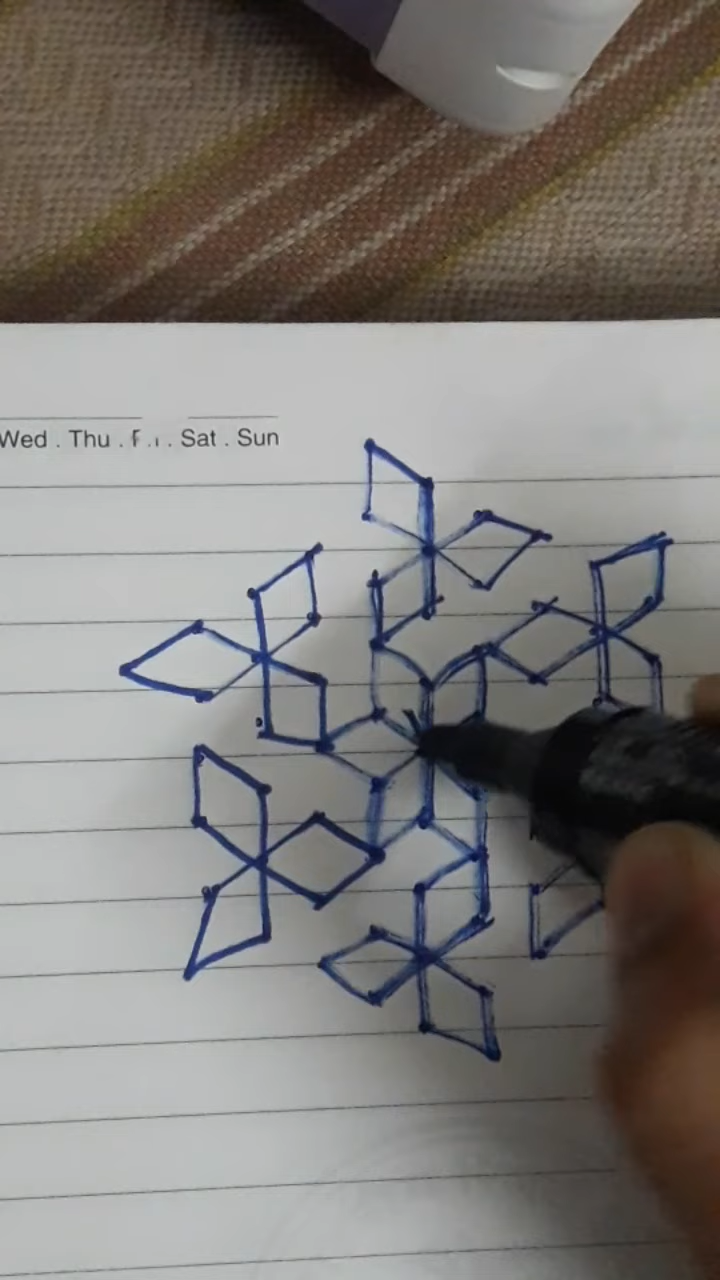 Wed . Thu . F.. . Sat . Sun